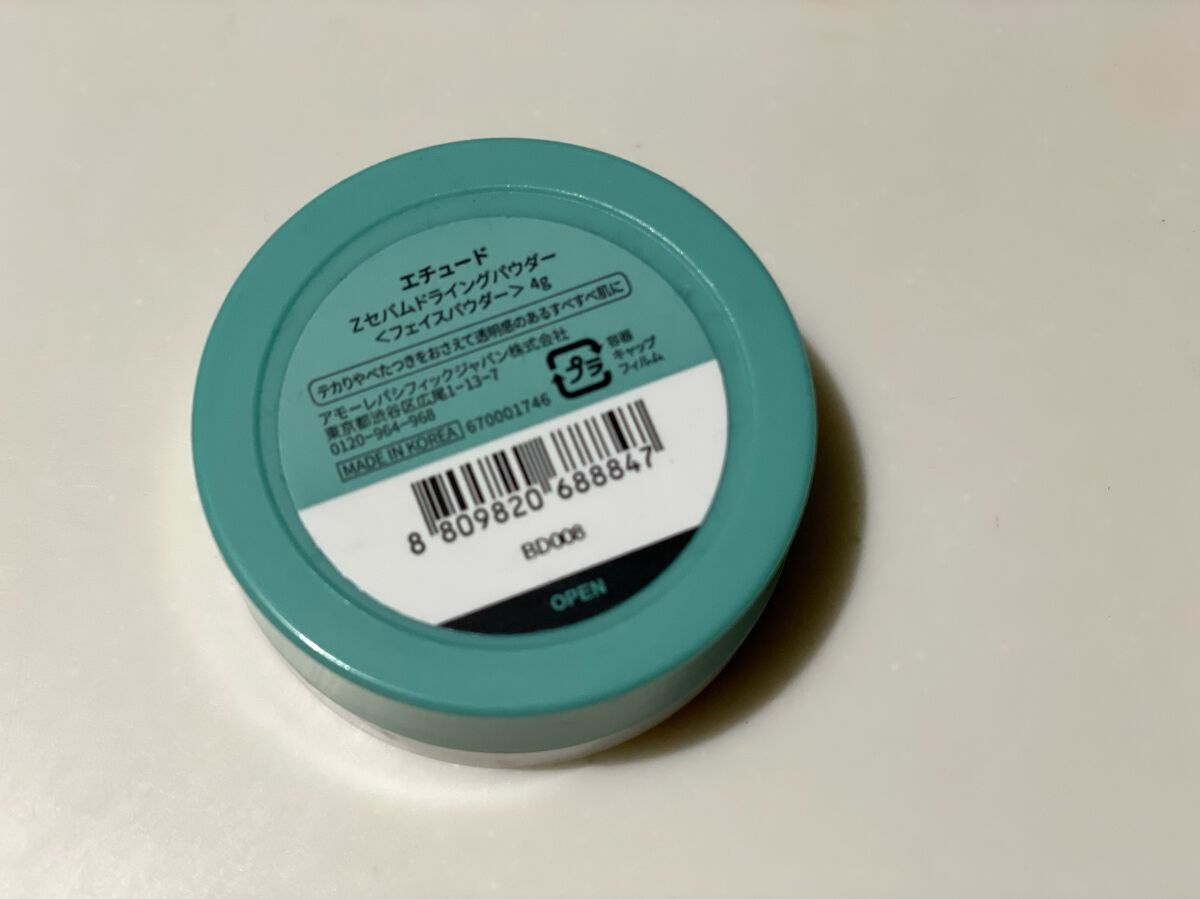 エチュード
Zセバムドライングパウダー
<フェイスパウダー> 4g
テカりやべたつきをおさえて透明感のあるすべすべ肌に
アモーレパシフィックジャパン株式会社
東京都渋谷区広尾1-13-7
0120-964-968
MADE IN KOREA 670001746
プラ
容器
キャップ
フィルム
8 809820 688847
BD008
OPEN